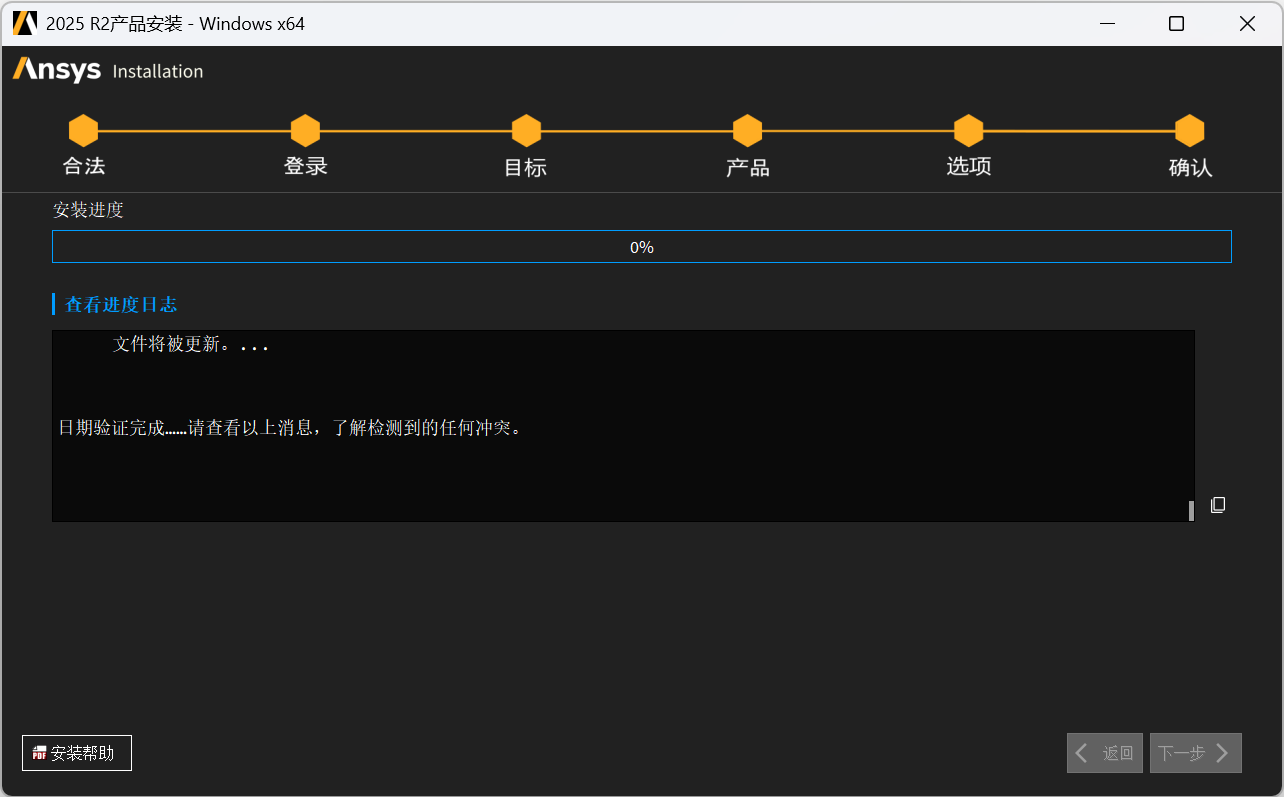 2025 R2产品安装 - Windows x64
Ansys Installation
合法 登录 目标 产品 选项 确认
安装进度
0%
查看进度日志
文件将被更新。...
日期验证完成……请查看以上消息，了解检测到的任何冲突。
PDF 安装帮助
返回 下一步